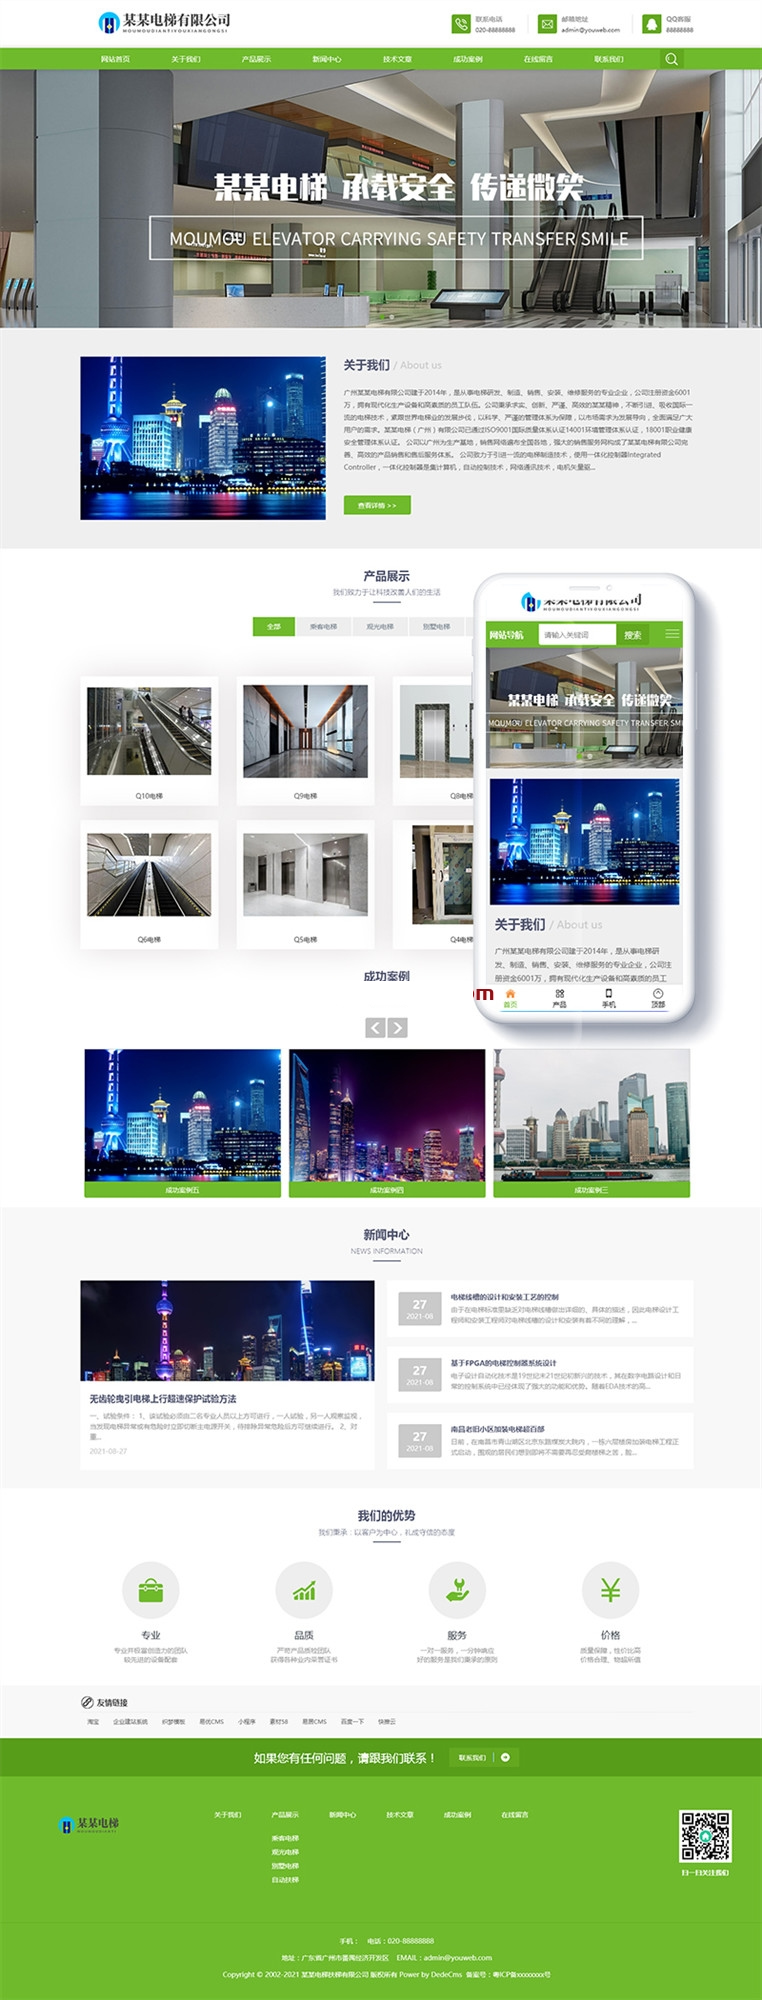 某某电梯有限公司
MOUMOUDIANTIYOUXIANGONGSI
联系电话
020-88888888
邮箱地址
admin@youweb.com
QQ客服
88888888
网站首页 关于我们 产品展示 新闻中心 技术文章 成功案例 在线留言 联系我们
某某电梯 承载安全 传递微笑
MOUMOU ELEVATOR CARRYING SAFETY TRANSFER SMILE
关于我们 / About us
广州某某电梯有限公司建于2014年，是从事电梯研发、制造、销售、安装、维修服务的专业企业，公司注册资金6001
万，拥有现代化生产设备和高素质的员工队伍。公司秉承求实、创新、严谨、高效的某某精神，不断引进、吸收国际一
流的电梯技术，紧跟世界电梯业的发展步伐，以科学、严谨的管理体系为保障，以市场需求为发展导向，全面满足广大
用户的需求。某某电梯（广州）有限公司已通过ISO9001国际质量体系认证14001环境管理体系认证，18001职业健康
安全管理体系认证。 公司以广州为生产基地，销售网络遍布全国各地，强大的销售服务网构成了某某电梯有限公司完
善、高效的产品销售和售后服务体系。 公司致力于引进一流的电梯制造技术，使用一体化控制器Integrated
Controller，一体化控制器是集计算机，自动控制技术，网络通讯技术，电机矢量驱...
查看详情 >>
产品展示
我们致力于让科技改善人们的生活
全部 乘客电梯 观光电梯 别墅电梯
Q10电梯 Q9电梯 Q8电梯
Q6电梯 Q5电梯 Q4电梯
某某电梯有限公司
MOUMOUDIANTIYOUXIANGONGSI
网站导航 请输入关键词 搜索
某某电梯 承载安全 传递微笑
MOUMOU ELEVATOR CARRYING SAFETY TRANSFER SMI
关于我们 / About us
广州某某电梯有限公司建于2014年，是从事电梯研
发、制造、销售、安装、维修服务的专业企业，公司注
册资金6001万，拥有现代化生产设备和高素质的员工
首页 产品 手机 顶部
om
成功案例
成功案例五 成功案例四 成功案例三
新闻中心
NEWS INFORMATION
无齿轮曳引电梯上行超速保护试验方法
一、试验条件： 1、该试验必须由二名专业人员以上方可进行，一人试验，另一人观察监视，
当发现电梯异常或有危险时立即切断主电源开关，待排除异常危险后方可继续进行。 2、对
重...
2021-08-27
27
2021-08
电梯线槽的设计和安装工艺的控制
由于在电梯标准里缺乏对电梯线槽做出详细的、具体的描述，因此电梯设计工
程师和安装工程师对电梯线槽的设计和安装有着不同的理解，...
27
2021-08
基于FPGA的电梯控制器系统设计
电子设计自动化技术是19世纪末21世纪初新兴的技术，其在数字电路设计和日
常的控制系统中已经体现了强大的功能和优势。随着EDA技术的高...
27
2021-08
南昌老旧小区加装电梯超百部
日前，在南昌市青山湖区北京东路煤炭大院内，一栋六层楼房加装电梯工程正
式启动，围观的居民们想到即将不需要再忍受爬楼梯之苦，脸...
我们的优势
我们秉承：以客户为中心，扎成守信的态度
专业
专业并极富创造力的团队
较先进的设备配套
品质
严苛产品质检团队
获得各种业内荣誉证书
服务
一对一服务，一分钟响应
好的服务是我们秉承的原则
价格
质量保障，性价比高
价格合理、物超所值
友情链接
淘宝 企业建站系统 织梦模板 易优CMS 小程序 素材58 易居CMS 百度一下 快搜云
如果您有任何问题，请跟我们联系！ 联系我们
某某电梯
关于我们 产品展示 新闻中心 技术文章 成功案例 在线留言
乘客电梯
观光电梯
别墅电梯
自动扶梯
扫一扫关注我们
手机： 电话：020-88888888
地址：广东省广州市番禺经济开发区 EMAIL：admin@youweb.com
Copyright © 2002-2021 某某电梯扶梯有限公司 版权所有 Power by DedeCms 备案号：粤ICP备xxxxxxxx号